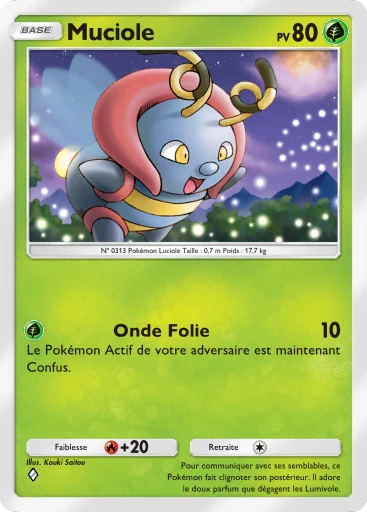 BASE
Muciole
PV 80
N° 0313 Pokémon Luciole Taille : 0,7 m Poids : 17,7 kg
Onde Folie 10
Le Pokémon Actif de votre adversaire est maintenant
Confus.
Faiblesse +20
Retraite
Illus. Kouki Saitou
Pour communiquer avec ses semblables, ce
Pokémon fait clignoter son postérieur. Il adore
le doux parfum que dégagent les Lumivole.